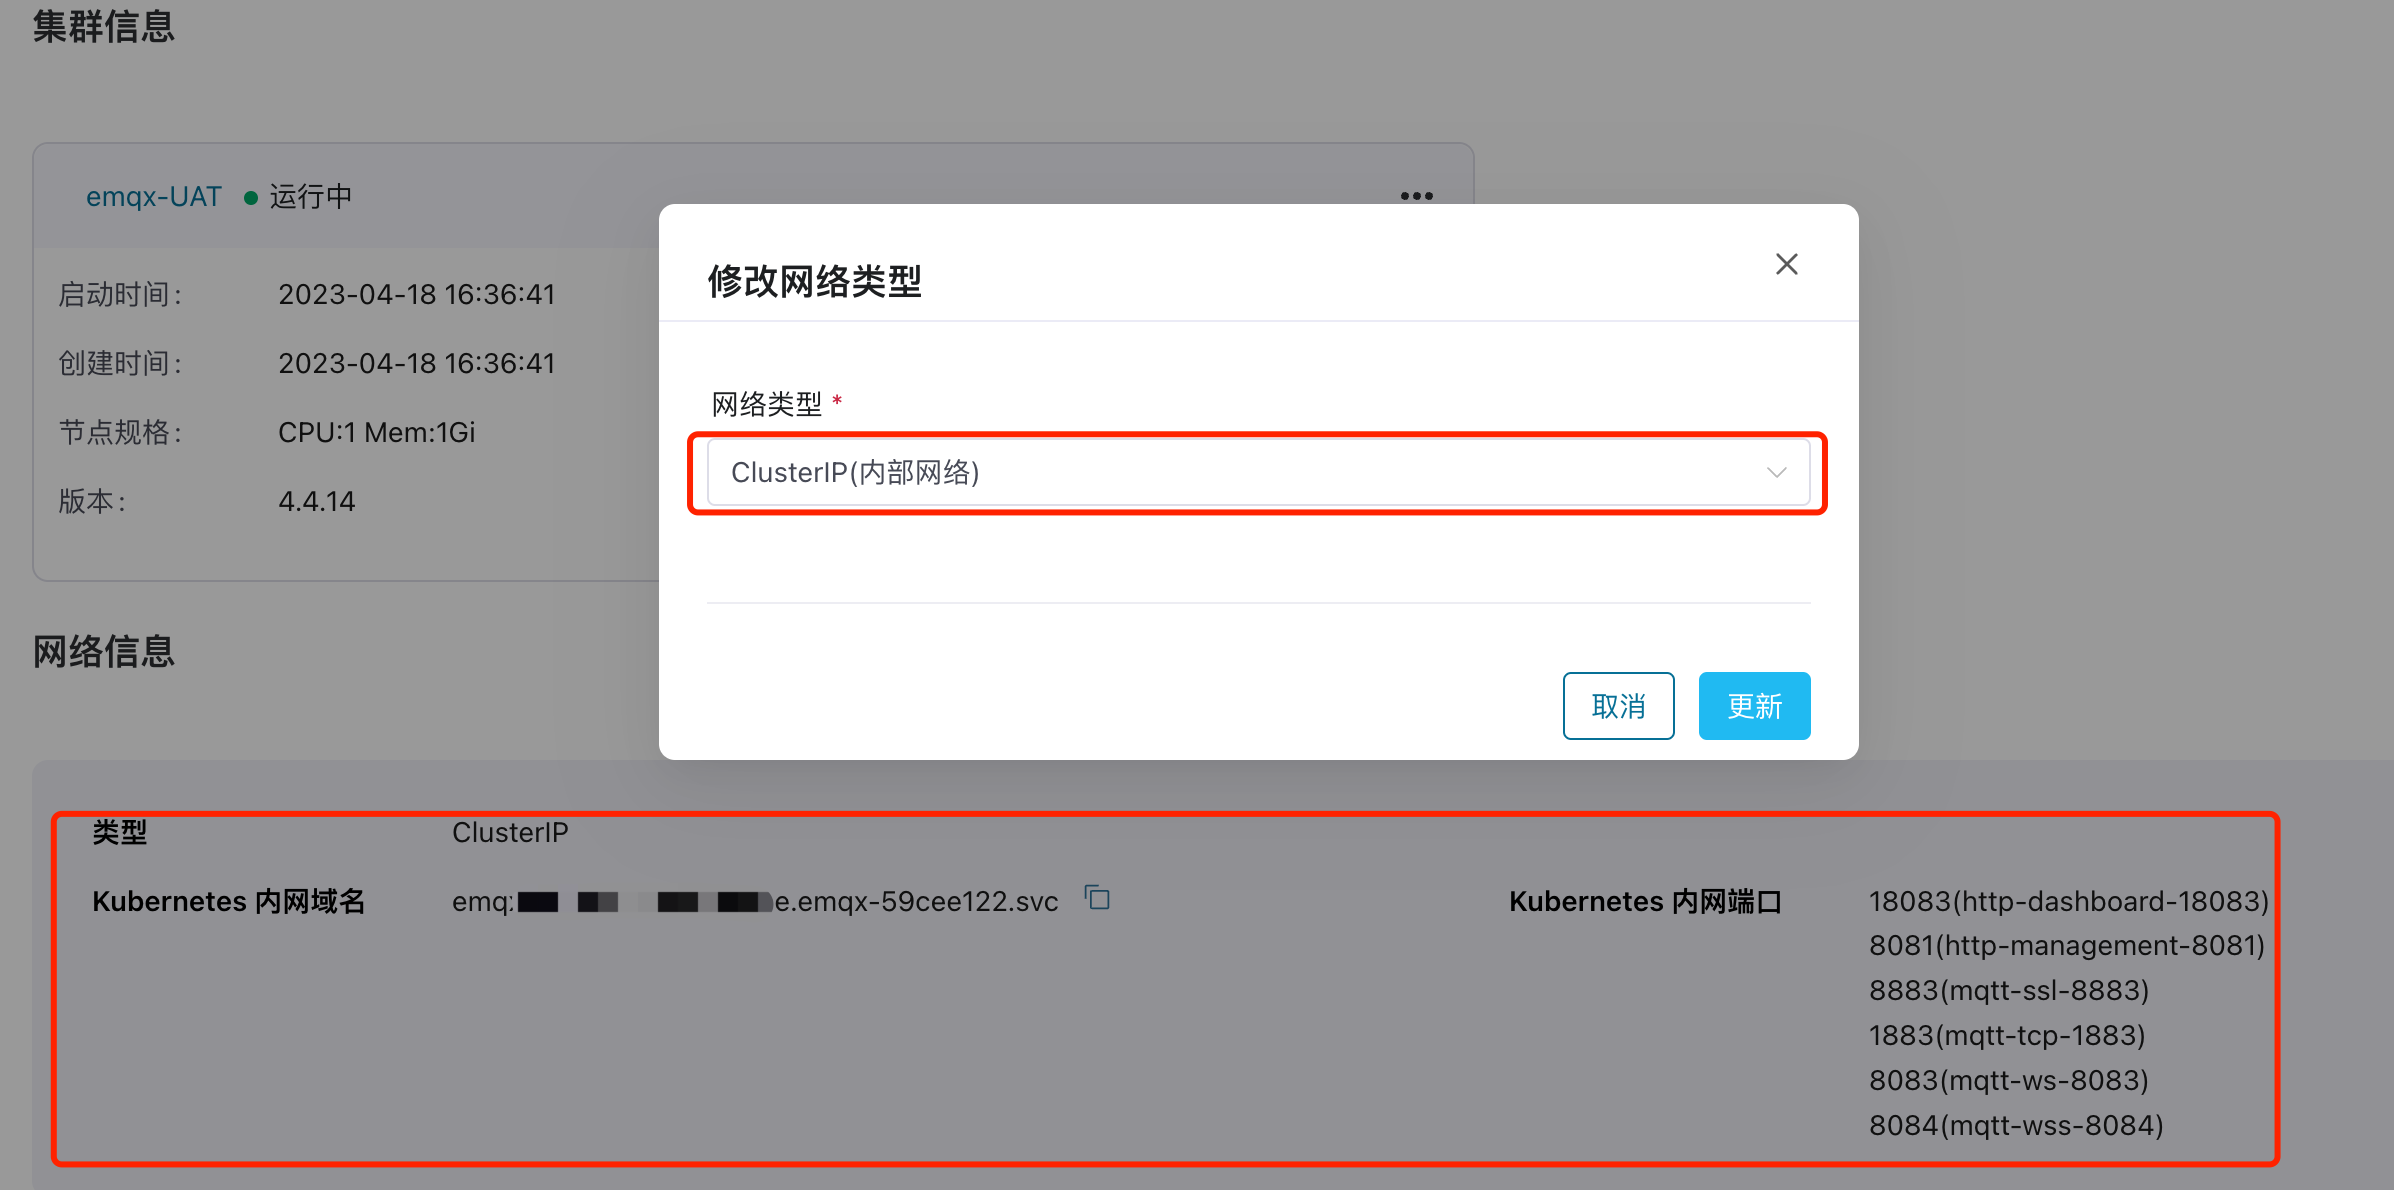 集群信息
emqx-UAT 运行中
启动时间： 2023-04-18 16:36:41
创建时间： 2023-04-18 16:36:41
节点规格： CPU:1 Mem:1Gi
版本： 4.4.14
修改网络类型
网络类型 *
ClusterIP(内部网络)
取消 更新
网络信息
类型 ClusterIP
Kubernetes 内网域名 emq e.emqx-59cee122.svc Kubernetes 内网端口 18083(http-dashboard-18083)
8081(http-management-8081)
8883(mqtt-ssl-8883)
1883(mqtt-tcp-1883)
8083(mqtt-ws-8083)
8084(mqtt-wss-8084)